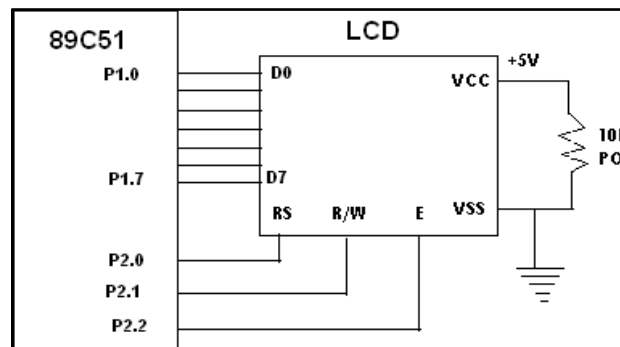 89C51
LCD
P1.0
D0
VCC
+5V
P1.7
D7
RS
R/W
E
VSS
P2.0
P2.1
P2.2